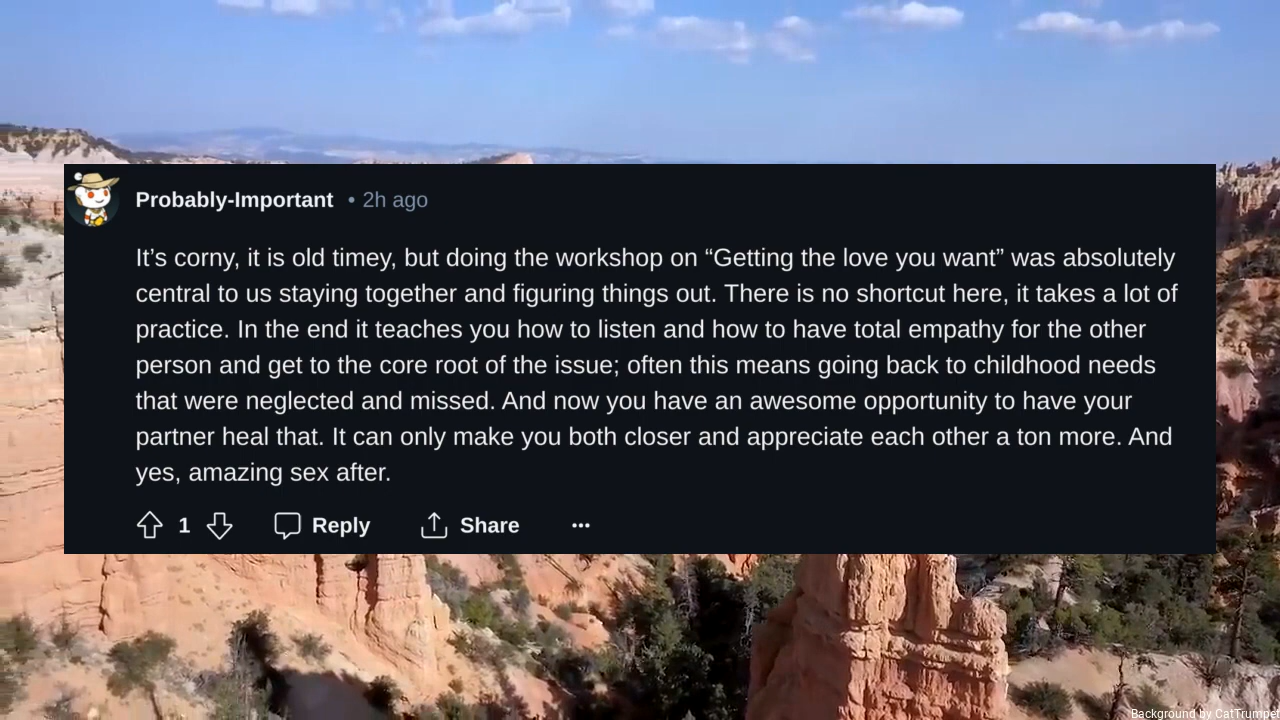 Probably-Important • 2h ago
It’s corny, it is old timey, but doing the workshop on “Getting the love you want” was absolutely
central to us staying together and figuring things out. There is no shortcut here, it takes a lot of
practice. In the end it teaches you how to listen and how to have total empathy for the other
person and get to the core root of the issue; often this means going back to childhood needs
that were neglected and missed. And now you have an awesome opportunity to have your
partner heal that. It can only make you both closer and appreciate each other a ton more. And
yes, amazing sex after.
1 Reply Share ···
Background by CatTrumpet